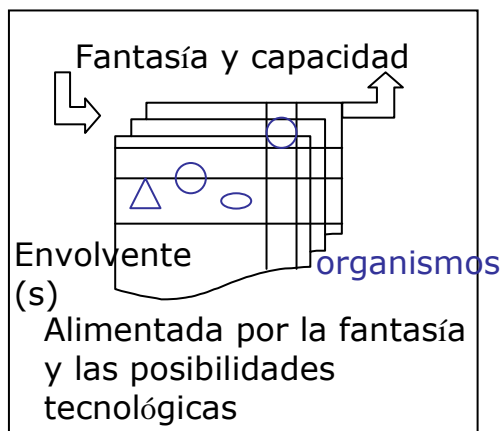 Fantasía y capacidad
Envolvente
(s)
organismos
Alimentada por la fantasía
y las posibilidades
tecnológicas